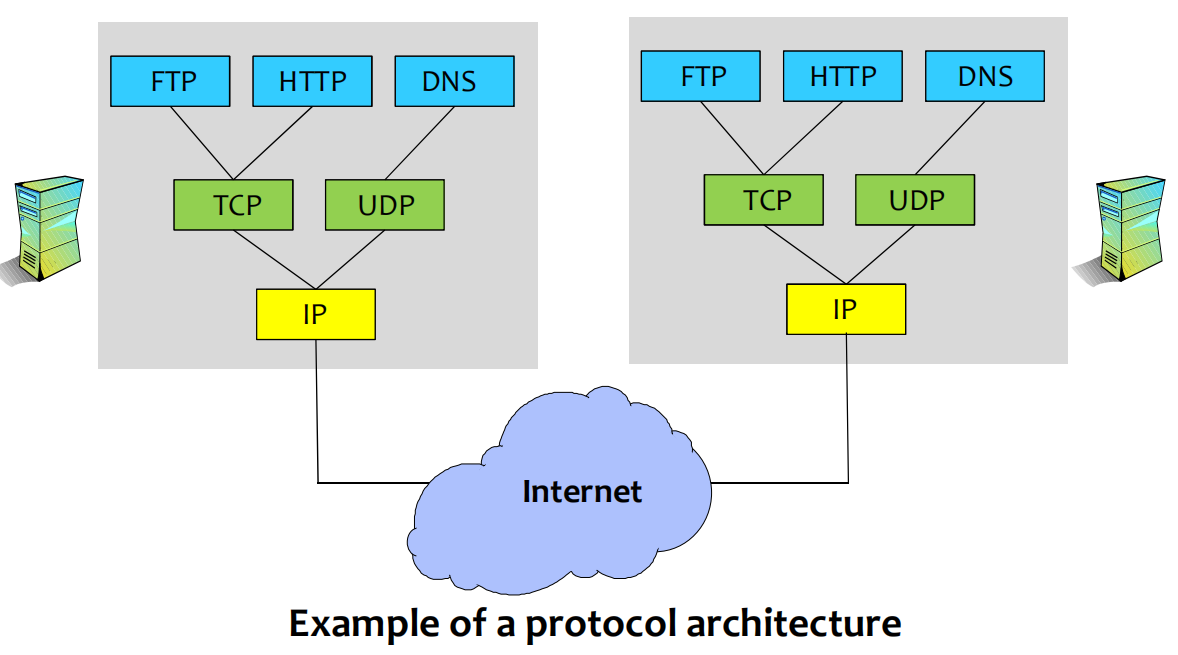 FTP HTTP DNS
FTP HTTP DNS
TCP UDP
TCP UDP
IP
IP
Internet
Example of a protocol architecture